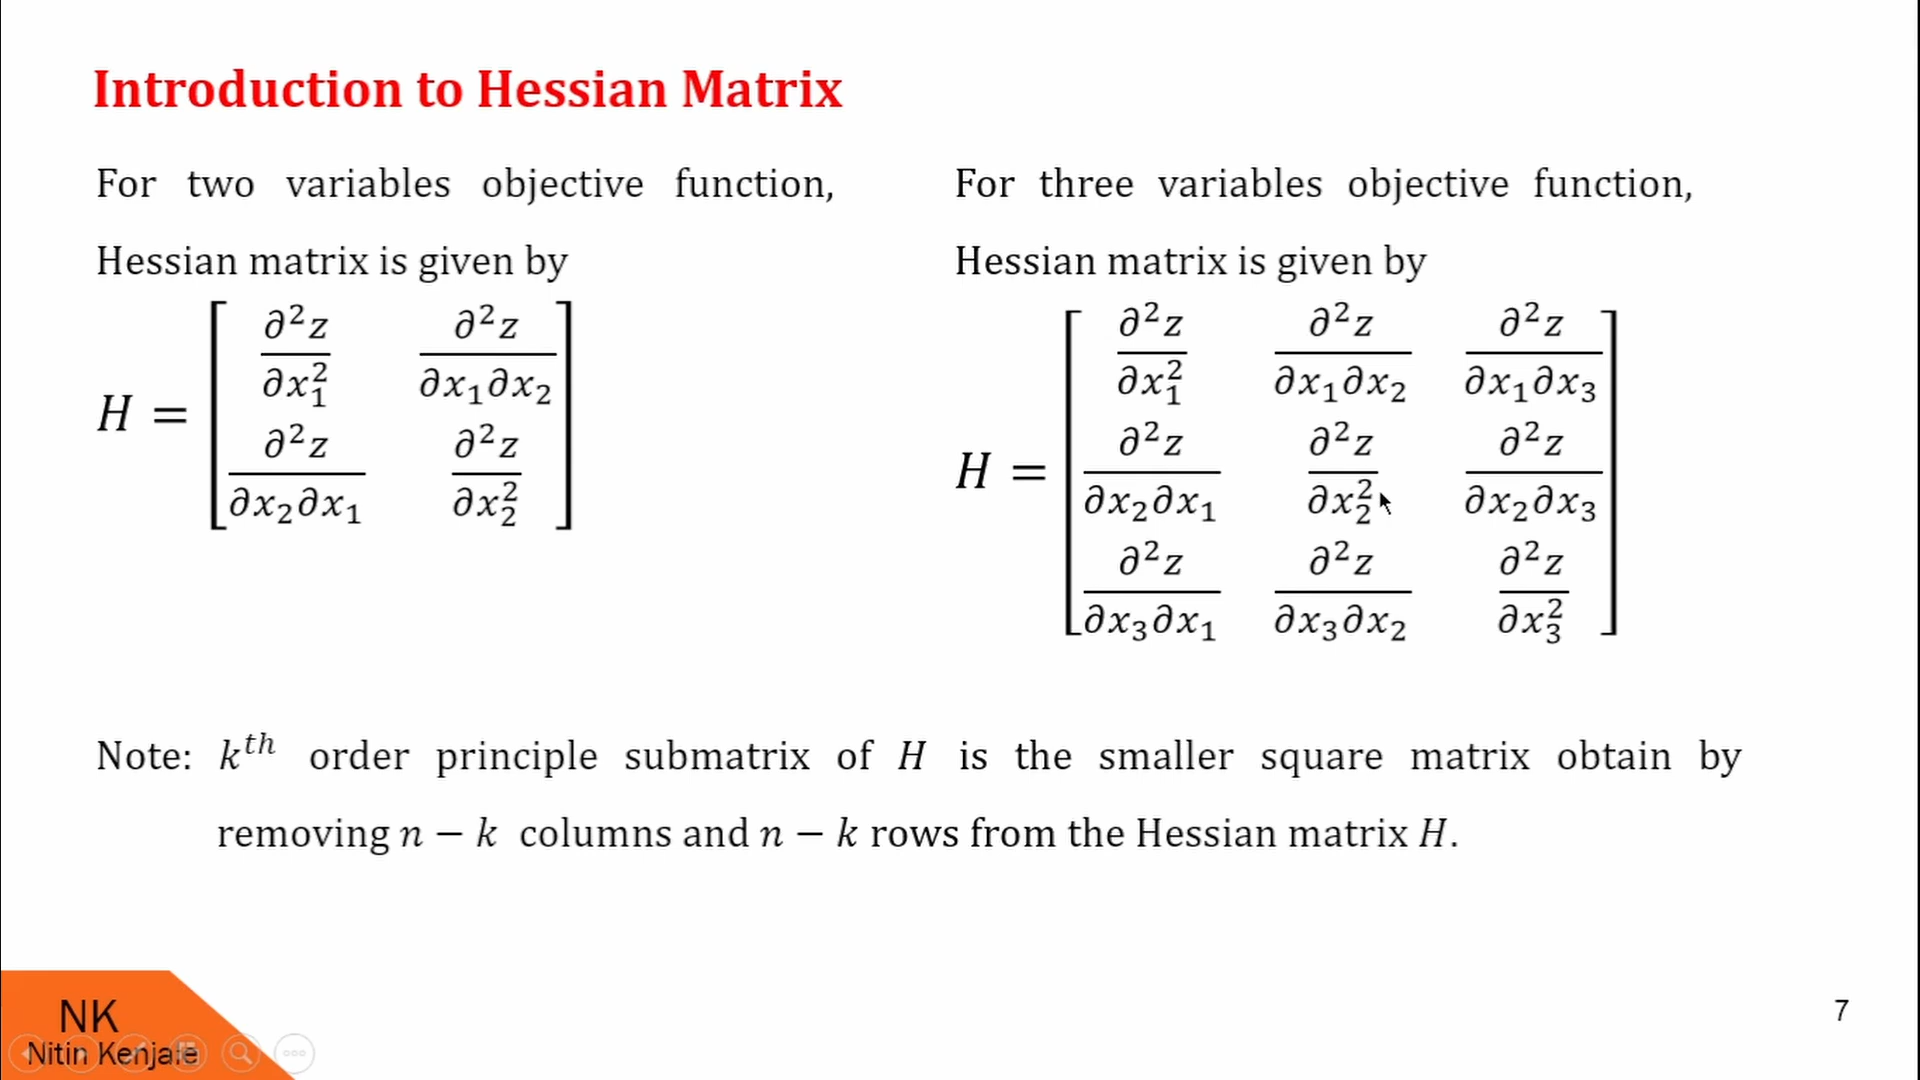 Introduction to Hessian Matrix
For two variables objective function,
Hessian matrix is given by
H = [ ∂²z/∂x₁² ∂²z/∂x₁∂x₂
∂²z/∂x₂∂x₁ ∂²z/∂x₂² ]
For three variables objective function,
Hessian matrix is given by
H = [ ∂²z/∂x₁² ∂²z/∂x₁∂x₂ ∂²z/∂x₁∂x₃
∂²z/∂x₂∂x₁ ∂²z/∂x₂² ∂²z/∂x₂∂x₃
∂²z/∂x₃∂x₁ ∂²z/∂x₃∂x₂ ∂²z/∂x₃² ]
Note: kᵗʰ order principle submatrix of H is the smaller square matrix obtain by
removing n − k columns and n − k rows from the Hessian matrix H.
NK
Nitin Kenjale
7